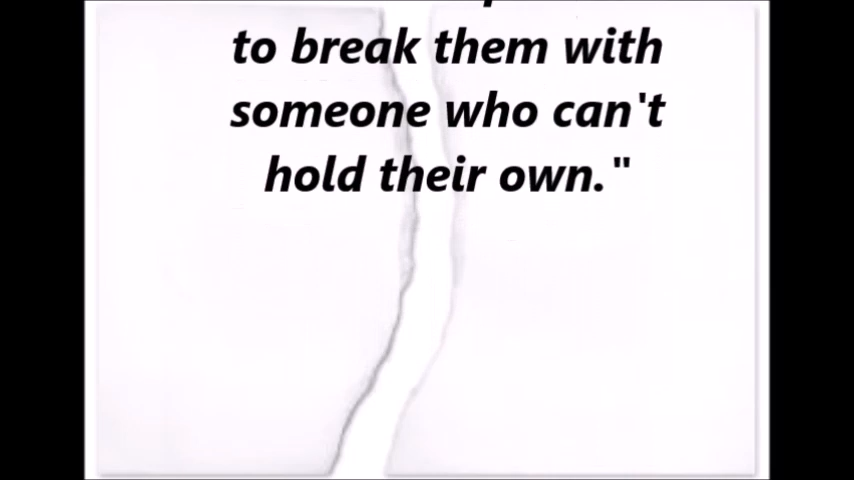 to break them with
someone who can't
hold their own."